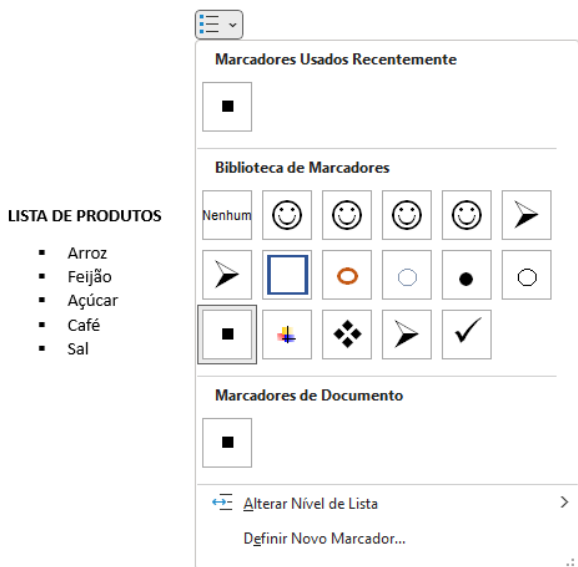 Marcadores Usados Recentemente
Biblioteca de Marcadores
Nenhum
LISTA DE PRODUTOS
Arroz
Feijão
Açúcar
Café
Sal
Marcadores de Documento
Alterar Nível de Lista
Definir Novo Marcador...